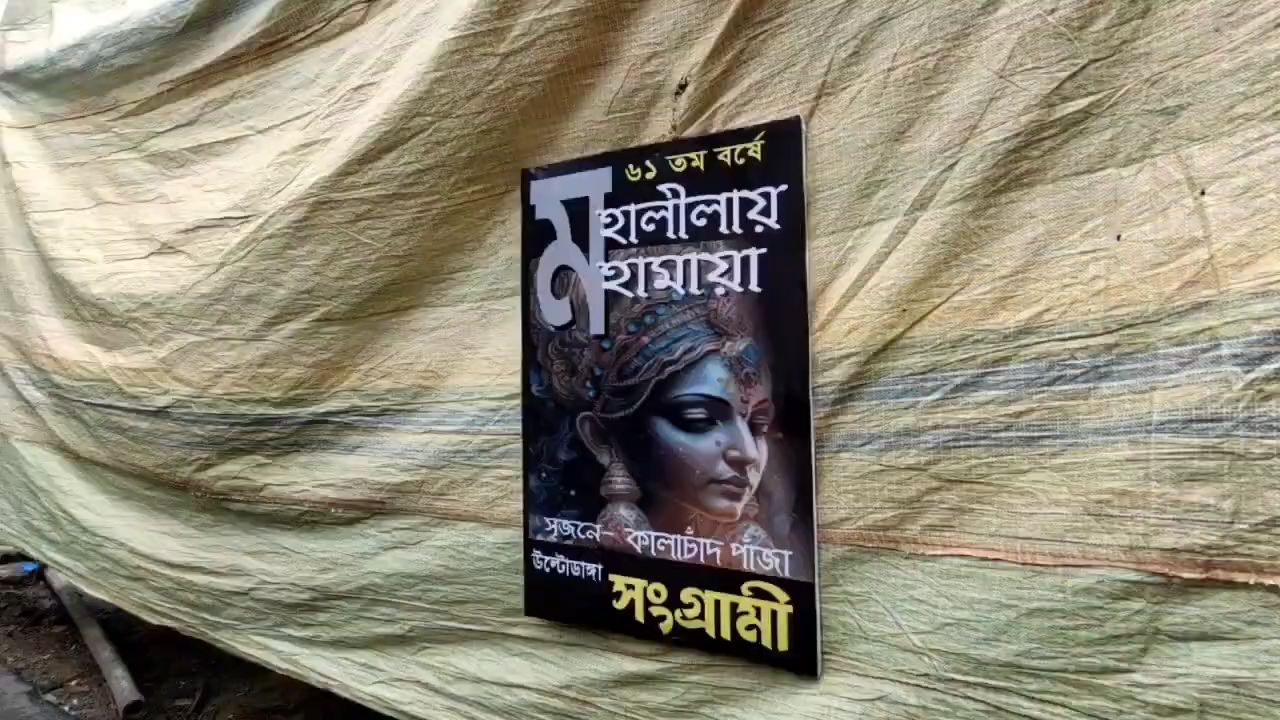 ৬১ তম বর্ষে
মহালীলায়
মহামায়া
সৃজনে- কালাচাঁদ পাঁজা
উল্টোডাঙ্গা
সংগ্রামী